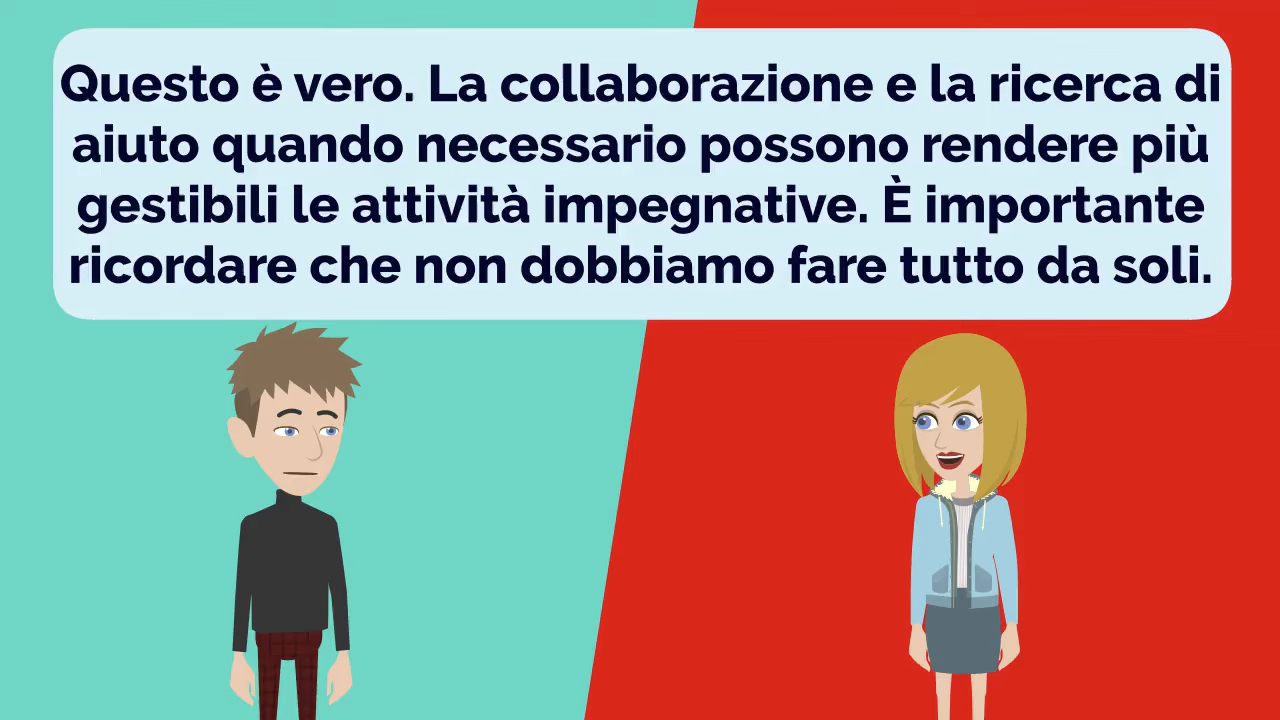 Questo è vero. La collaborazione e la ricerca di
aiuto quando necessario possono rendere più
gestibili le attività impegnative. È importante
ricordare che non dobbiamo fare tutto da soli.